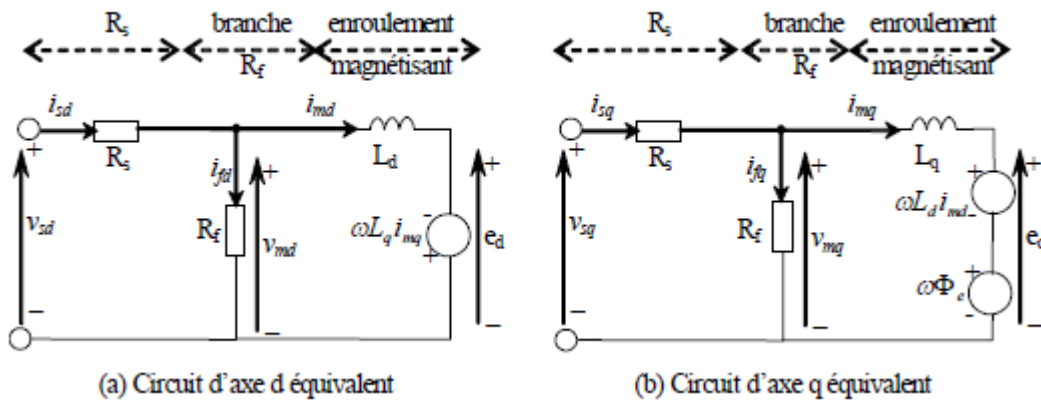 Rs
branche
Rf
enroulement
magnétisant
isd
Rs
imd
Ld
ifd
Rf
+
vsd
−
+
vmd
−
-
ωLq imq
+
+
ed
−
(a) Circuit d'axe d équivalent
Rs
branche
Rf
enroulement
magnétisant
isq
Rs
imq
Lq
ifq
Rf
+
vsq
−
+
vmq
−
+
ωLd imd
-
+
ωΦe
-
+
−
(b) Circuit d'axe q équivalent